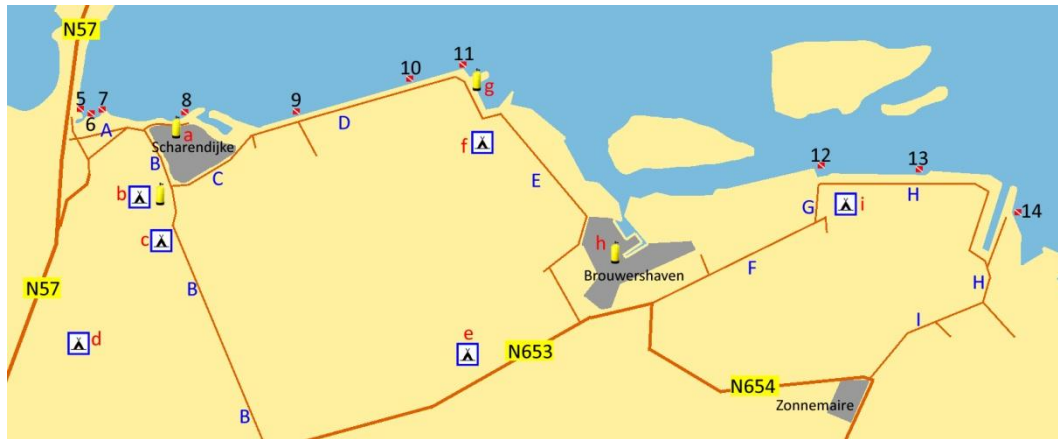 N57
11
10
g
5
7
8
9
6
A
a
D
Scharendijke
f
B
C
12
13
E
b
G
i
H
14
c
h
Brouwershaven
F
H
N57
B
I
d
e
N653
N654
Zonnemaire
B